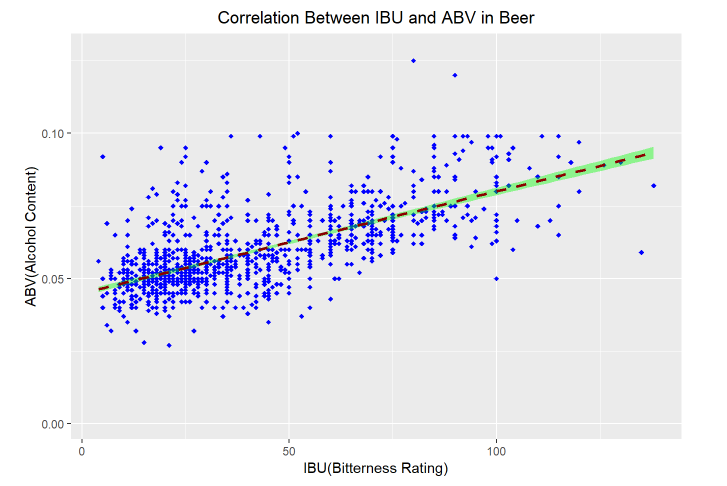 Correlation Between IBU and ABV in Beer
ABV(Alcohol Content)
0.10
0.05
0.00
0
50
100
IBU(Bitterness Rating)